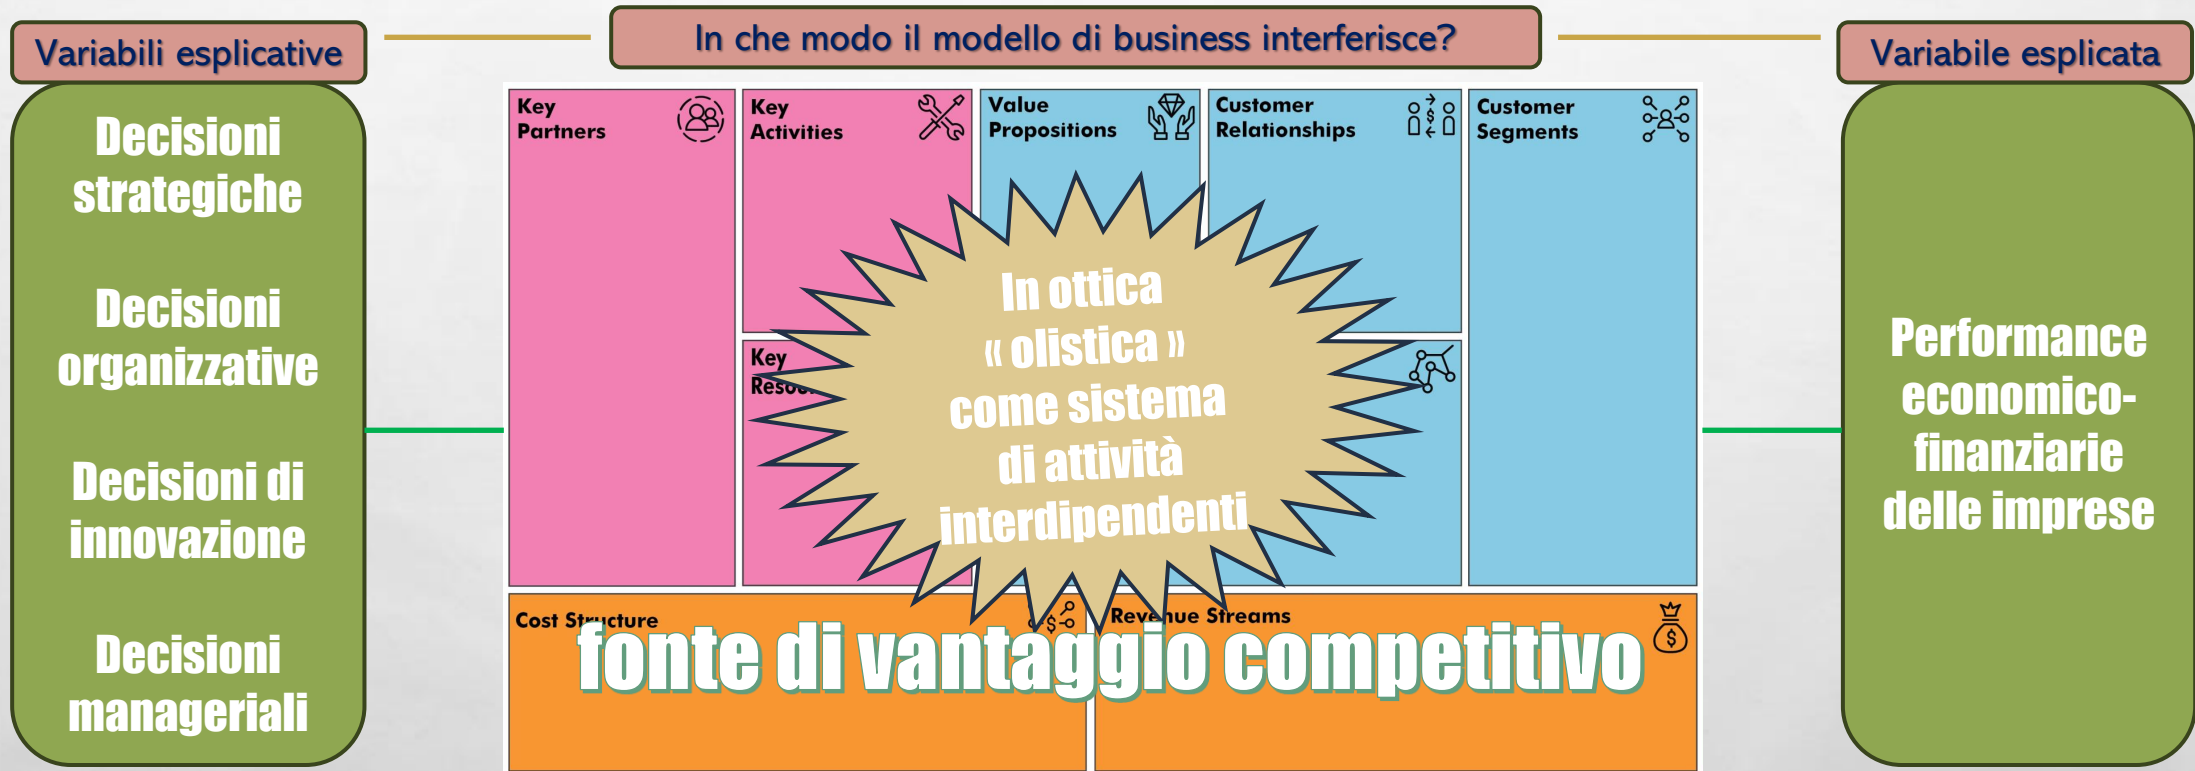 Variabili esplicative
In che modo il modello di business interferisce?
Variabile esplicata
Decisioni
strategiche
Decisioni
organizzative
Decisioni di
innovazione
Decisioni
manageriali
Key
Partners
Key
Activities
Value
Propositions
Customer
Relationships
Customer
Segments
Key
In ottica
« olistica »
come sistema
di attività
interdipendenti
Cost Structure
Revenue Streams
fonte di vantaggio competitivo
Performance
economico-
finanziarie
delle imprese